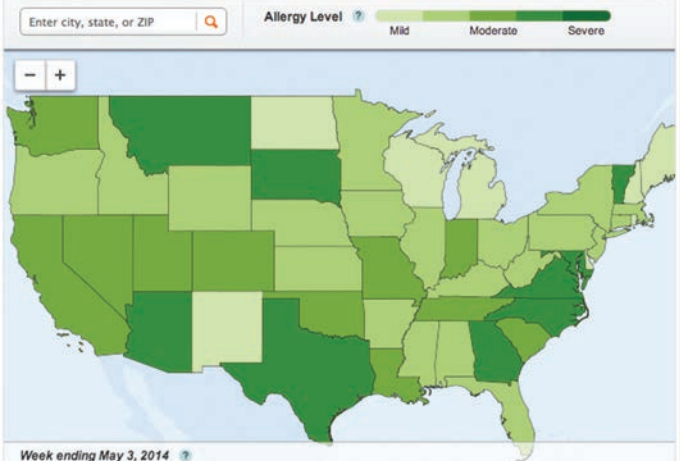 Enter city, state, or ZIP
Allergy Level ?
Mild Moderate Severe
− +
Week ending May 3, 2014 ?